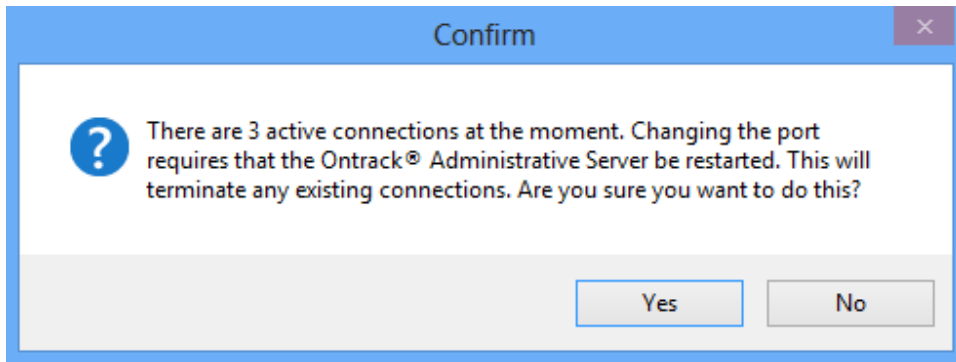 Confirm
There are 3 active connections at the moment. Changing the port
requires that the Ontrack® Administrative Server be restarted. This will
terminate any existing connections. Are you sure you want to do this?
Yes No